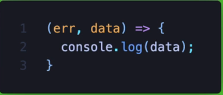 1 (err, data) => {
2   console.log(data);
3 }